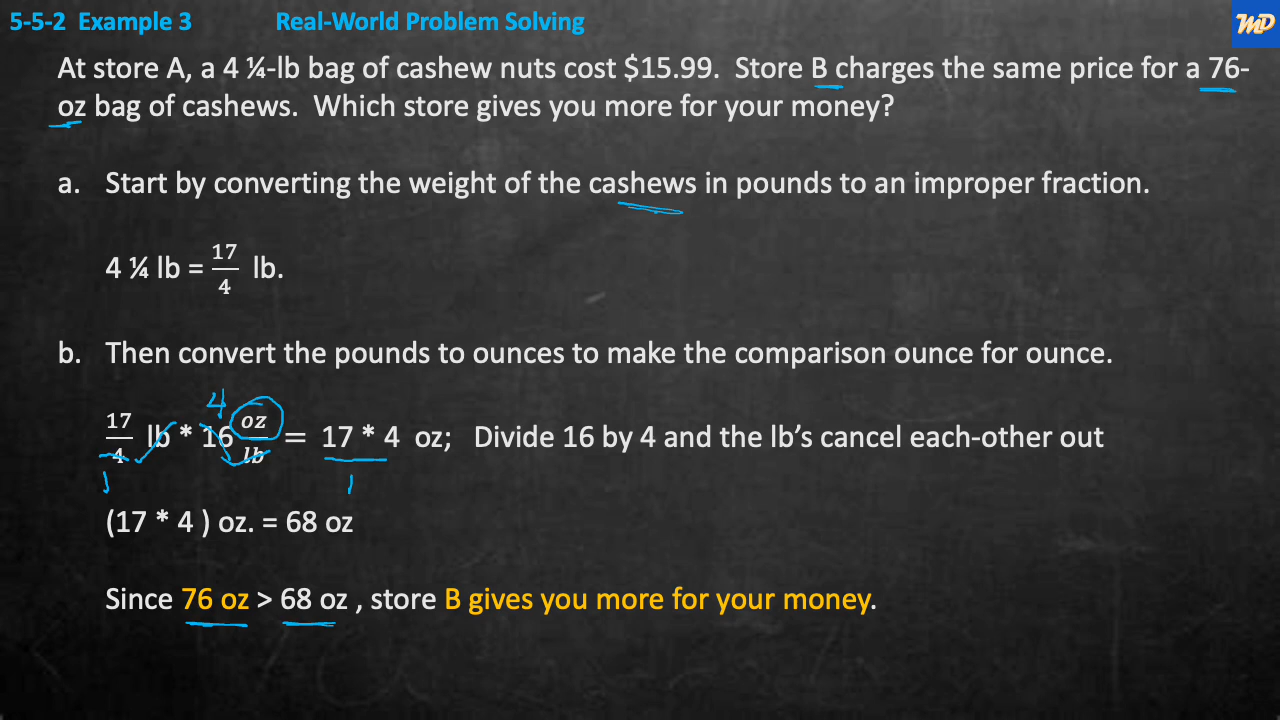 5-5-2 Example 3 Real-World Problem Solving
MD
At store A, a 4 ¼-lb bag of cashew nuts cost $15.99. Store B charges the same price for a 76-
oz bag of cashews. Which store gives you more for your money?
a. Start by converting the weight of the cashews in pounds to an improper fraction.
4 ¼ lb = 17/4 lb.
b. Then convert the pounds to ounces to make the comparison ounce for ounce.
4
17/4 lb * 16 oz/lb = 17 * 4 oz; Divide 16 by 4 and the lb’s cancel each-other out
1 1
(17 * 4 ) oz. = 68 oz
Since 76 oz > 68 oz , store B gives you more for your money.